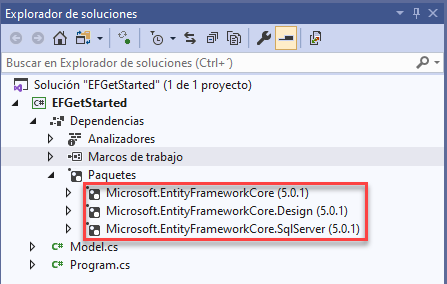 Explorador de soluciones
Buscar en Explorador de soluciones (Ctrl+´)
Solución "EFGetStarted" (1 de 1 proyecto)
C# EFGetStarted
Dependencias
Analizadores
Marcos de trabajo
Paquetes
Microsoft.EntityFrameworkCore (5.0.1)
Microsoft.EntityFrameworkCore.Design (5.0.1)
Microsoft.EntityFrameworkCore.SqlServer (5.0.1)
C# Model.cs
C# Program.cs